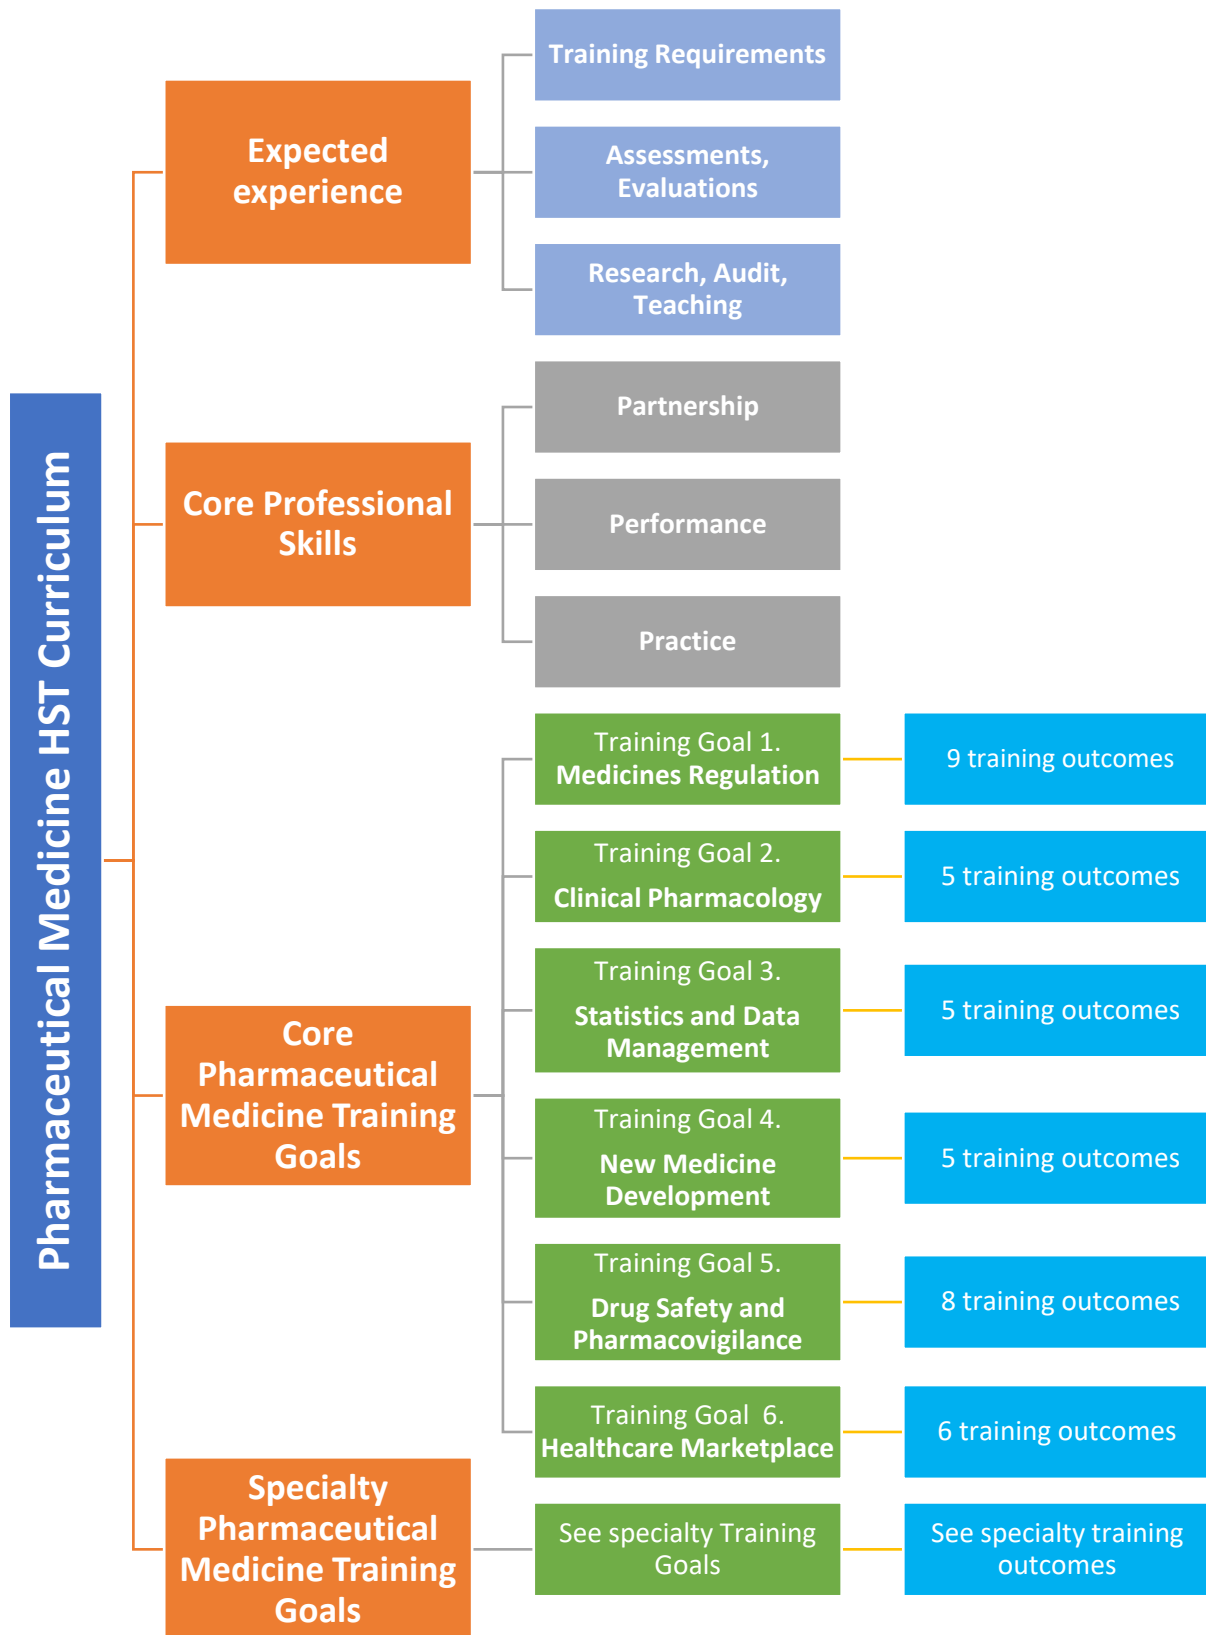 Pharmaceutical Medicine HST Curriculum
Expected
experience
Training Requirements
Assessments,
Evaluations
Research, Audit,
Teaching
Core Professional
Skills
Partnership
Performance
Practice
Core
Pharmaceutical
Medicine Training
Goals
Training Goal 1.
Medicines Regulation
9 training outcomes
Training Goal 2.
Clinical Pharmacology
5 training outcomes
Training Goal 3.
Statistics and Data
Management
5 training outcomes
Training Goal 4.
New Medicine
Development
5 training outcomes
Training Goal 5.
Drug Safety and
Pharmacovigilance
8 training outcomes
Training Goal  6.
Healthcare Marketplace
6 training outcomes
Specialty
Pharmaceutical
Medicine Training
Goals
See specialty Training
Goals
See specialty training
outcomes